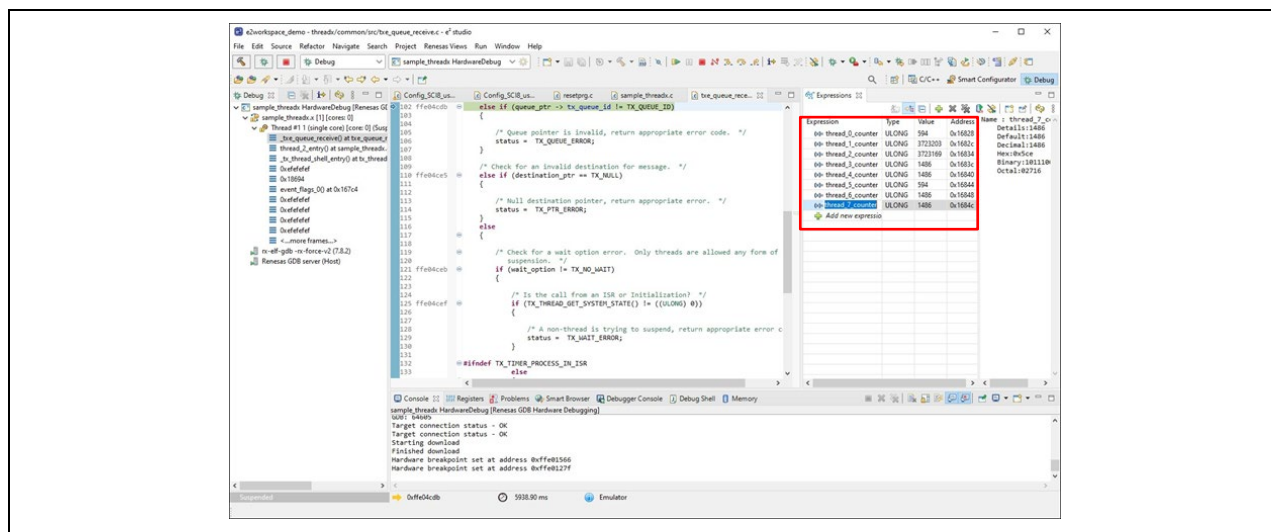 e2workspace_demo - threadx/common/src/txe_queue_receive.c - e² studio
File Edit Source Refactor Navigate Search Project Renesas Views Run Window Help
Debug
sample_threadx HardwareDebug
C/C++
Smart Configurator
Debug
Debug
sample_threadx HardwareDebug [Renesas GD
sample_threadx.x [1] [cores: 0]
Thread #1 1 (single core) [core: 0] (Susp
_txe_queue_receive() at txe_queue_r
thread_2_entry() at sample_threadx.
_tx_thread_shell_entry() at tx_thread
0xefefefef
0x18694
event_flags_0() at 0x167c4
0xefefefef
0xefefefef
0xefefefef
<...more frames...>
rx-elf-gdb -rx-force-v2 (7.8.2)
Renesas GDB server (Host)
Config_SCI8_us...
Config_SCI8_us...
resetprg.c
sample_threadx.c
txe_queue_rece...
102 ffe04cdb else if (queue_ptr -> tx_queue_id != TX_QUEUE_ID)
103 {
104
105 /* Queue pointer is invalid, return appropriate error code. */
106 status = TX_QUEUE_ERROR;
107 }
108
109 /* Check for an invalid destination for message. */
110 ffe04ce5 else if (destination_ptr == TX_NULL)
111 {
112
113 /* Null destination pointer, return appropriate error. */
114 status = TX_PTR_ERROR;
115 }
116 else
117 {
118
119 /* Check for a wait option error. Only threads are allowed any form of
120 suspension. */
121 ffe04ceb if (wait_option != TX_NO_WAIT)
122 {
123
124 /* Is the call from an ISR or Initialization? */
125 ffe04cef if (TX_THREAD_GET_SYSTEM_STATE() != ((ULONG) 0))
126 {
127
128 /* A non-thread is trying to suspend, return appropriate error c
129 status = TX_WAIT_ERROR;
130 }
131
132 #ifndef TX_TIMER_PROCESS_IN_ISR
133 else
Expressions
Expression Type Value Address
thread_0_counter ULONG 594 0x16828
thread_1_counter ULONG 3723203 0x1682c
thread_2_counter ULONG 3723169 0x16834
thread_3_counter ULONG 1486 0x1683c
thread_4_counter ULONG 1486 0x16840
thread_5_counter ULONG 594 0x16844
thread_6_counter ULONG 1486 0x16848
thread_7_counter ULONG 1486 0x1684c
Add new expressio
Name : thread_7_co
Details:1486
Default:1486
Decimal:1486
Hex:0x5ce
Binary:101110
Octal:02716
Console Registers Problems Smart Browser Debugger Console Debug Shell Memory
sample_threadx HardwareDebug [Renesas GDB Hardware Debugging]
GDB: 64605
Target connection status - OK
Target connection status - OK
Starting download
Finished download
Hardware breakpoint set at address 0xffe01566
Hardware breakpoint set at address 0xffe0127f
Suspended
0xffe04cdb
5938.90 ms
Emulator